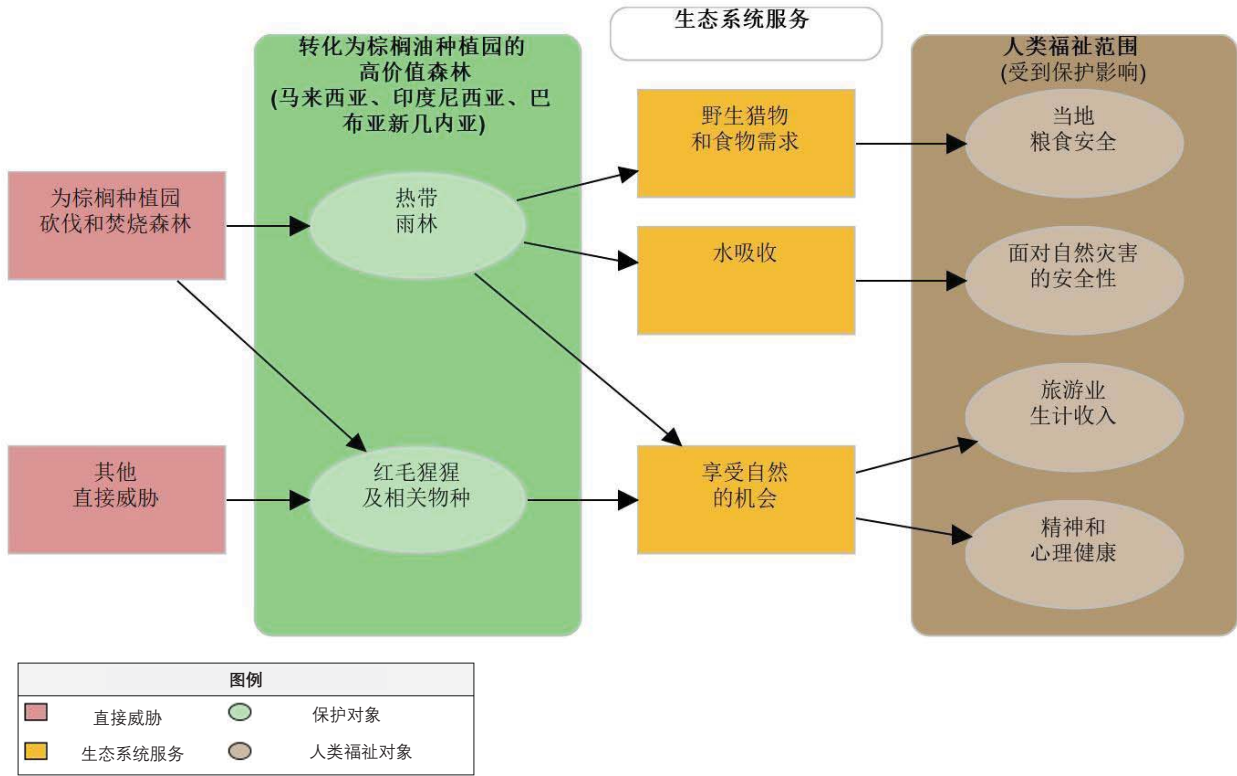 生态系统服务
转化为棕榈油种植园的
高价值森林
(马来西亚、印度尼西亚、巴
布亚新几内亚)
人类福祉范围
(受到保护影响)
为棕榈种植园
砍伐和焚烧森林
其他
直接威胁
热带
雨林
红毛猩猩
及相关物种
野生猎物
和食物需求
水吸收
享受自然
的机会
当地
粮食安全
面对自然灾害
的安全性
旅游业
生计收入
精神和
心理健康
图例
直接威胁
保护对象
生态系统服务
人类福祉对象